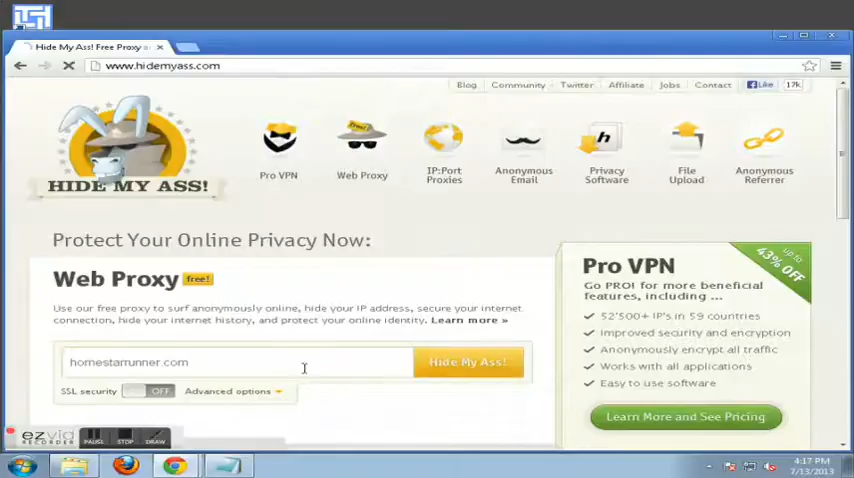 Hide My Ass! Free Proxy a
www.hidemyass.com
Blog Community Twitter Affiliate Jobs Contact Like 17k
HIDE MY ASS!
free!
h
Pro VPN
Web Proxy
IP:Port
Proxies
Anonymous
Email
Privacy
Software
File
Upload
Anonymous
Referrer
Protect Your Online Privacy Now:
Web Proxy free!
Use our free proxy to surf anonymously online, hide your IP address, secure your internet
connection, hide your internet history, and protect your online identity. Learn more »
homestarrunner.com
Hide My Ass!
SSL security OFF Advanced options
up to
43% OFF
Pro VPN
Go PRO! for more beneficial
features, including ...
52'500+ IP's in 59 countries
Improved security and encryption
Anonymously encrypt all traffic
Works with all applications
Easy to use software
Learn More and See Pricing
ezvid
RECORDER
PAUSE STOP DRAW
4:17 PM
7/13/2013